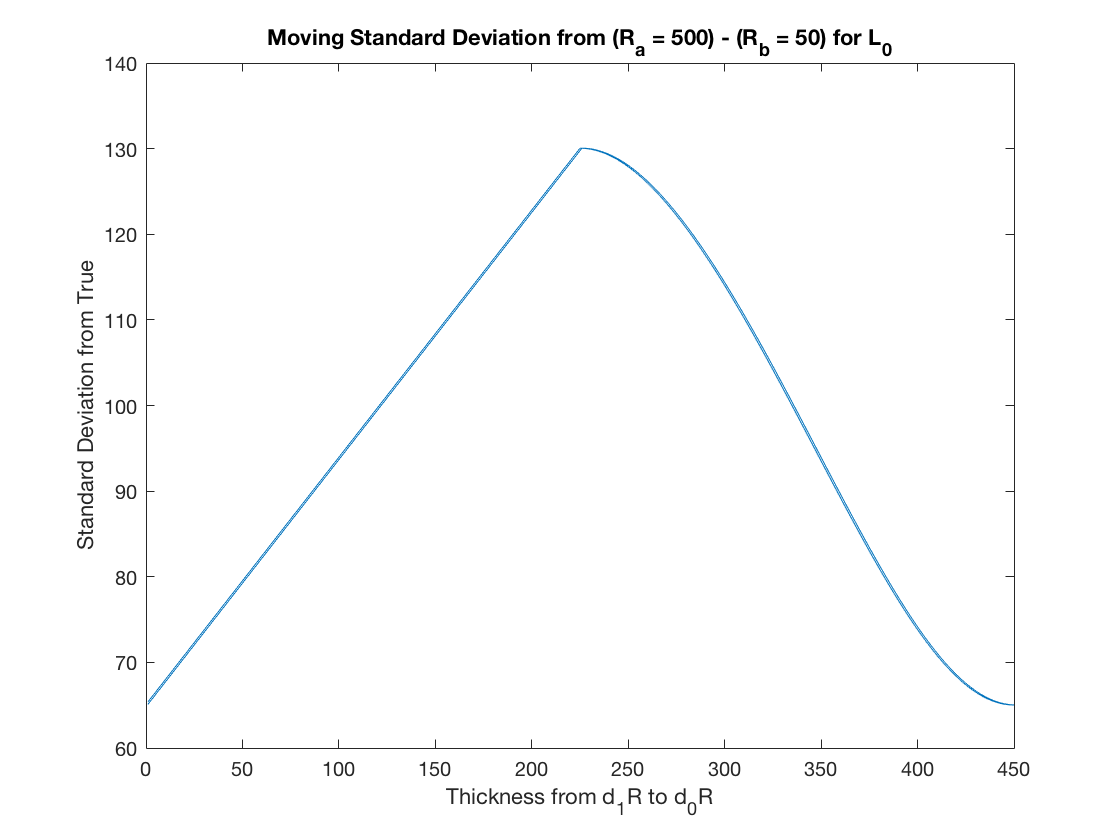 Moving Standard Deviation from (R_a = 500) - (R_b = 50) for L_0
140
130
120
110
100
90
80
70
60
Standard Deviation from True
0 50 100 150 200 250 300 350 400 450
Thickness from d_1R to d_0R